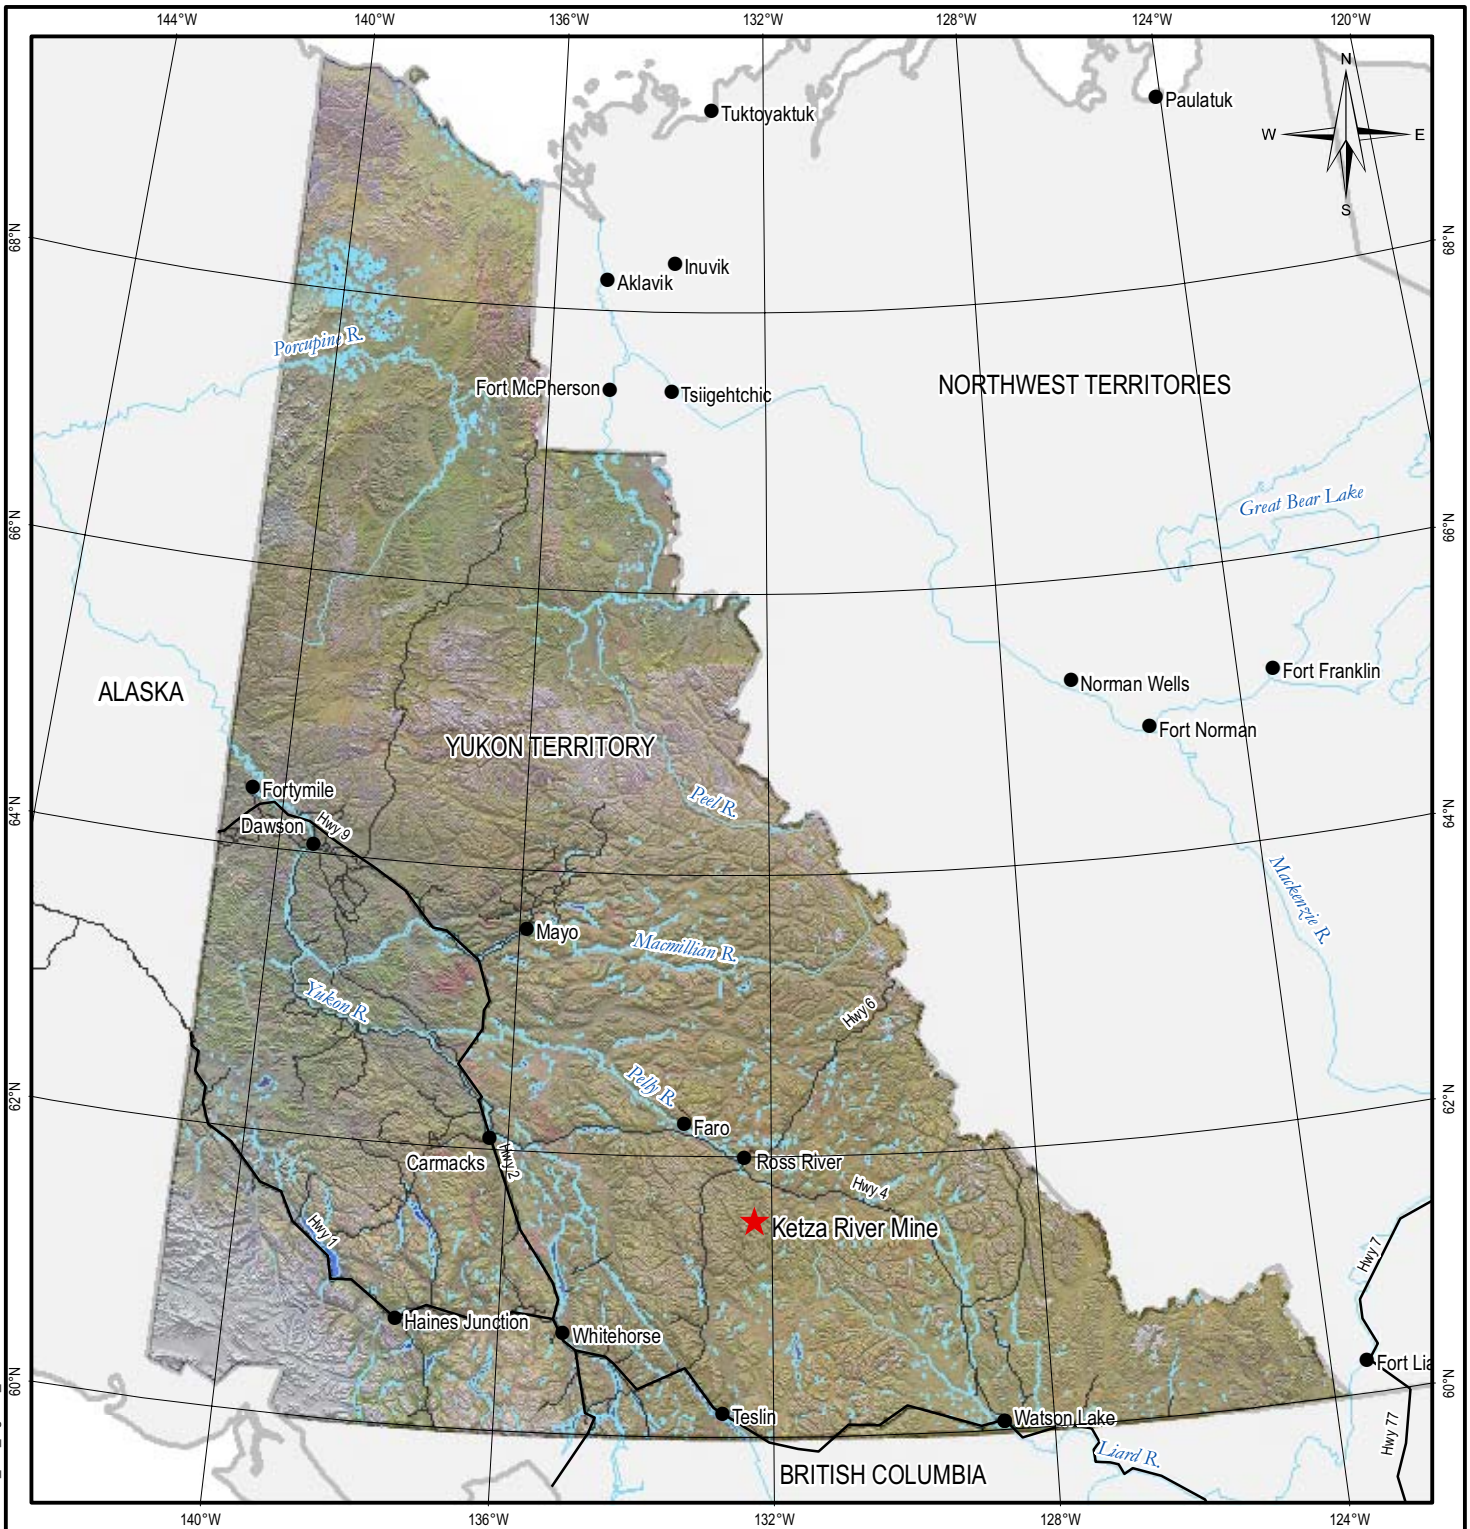 144°W 140°W 136°W 132°W 128°W 124°W 120°W
N
W E
S
Paulatuk
Tuktoyaktuk
68°N 68°N
Inuvik
Aklavik
Porcupine R.
Fort McPherson
Tsiigehtchic
NORTHWEST TERRITORIES
Great Bear Lake
66°N 66°N
ALASKA
Fort Franklin
Norman Wells
Fort Norman
YUKON TERRITORY
Fortymile
Peel R.
64°N 64°N
Hwy 9
Dawson
Mackenzie R.
Mayo
Macmillian R.
Yukon R.
Hwy 6
Pelly R.
62°N 62°N
Faro
Carmacks
Hwy 2
Ross River
Hwy 4
Ketza River Mine
Hwy 1
Hwy 7
Haines Junction
Whitehorse
Fort Lia
60°N 60°N
Teslin
Watson Lake
Hwy 77
Liard R.
BRITISH COLUMBIA
140°W 136°W 132°W 128°W 124°W